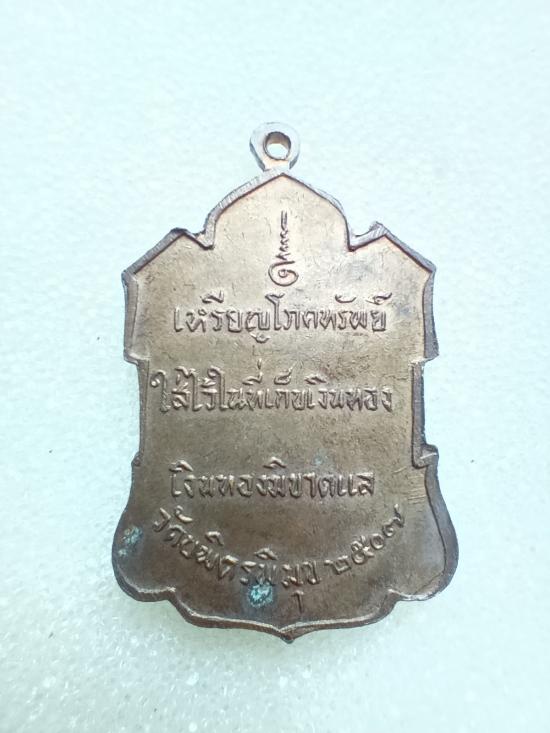 เหรียญโภคทรัพย์
ใส่ไว้ในที่เก็บเงินทอง
เงินทองมิขาดแล
วัดบพิตรพิมุข ๒๕๐๗